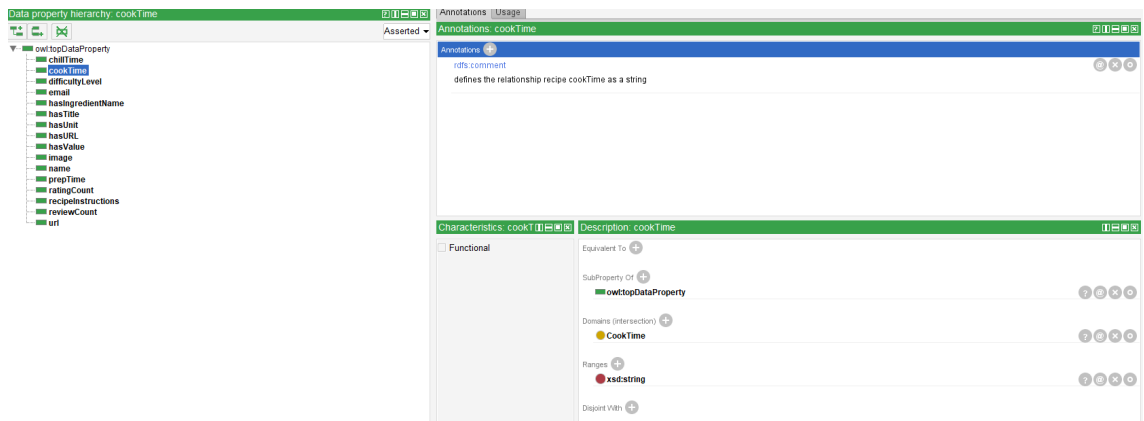 Data property hierarchy: cookTime
Asserted
owl:topDataProperty
chillTime
cookTime
difficultyLevel
email
hasIngredientName
hasTitle
hasUnit
hasURL
hasValue
image
name
prepTime
ratingCount
recipeInstructions
reviewCount
url
Annotations Usage
Annotations: cookTime
Annotations
rdfs:comment
defines the relationship recipe cookTime as a string
Characteristics: cookT
Functional
Description: cookTime
Equivalent To
SubProperty Of
owl:topDataProperty
Domains (intersection)
CookTime
Ranges
xsd:string
Disjoint With